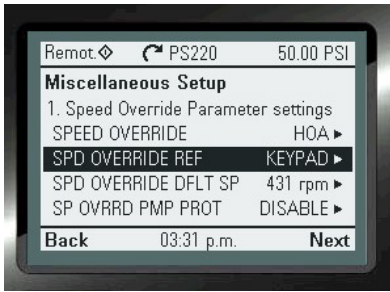 Remot. PS220 50.00 PSI
Miscellaneous Setup
1. Speed Override Parameter settings
SPEED OVERRIDE HOA
SPD OVERRIDE REF KEYPAD
SPD OVERRIDE DFLT SP 431 rpm
SP OVRRD PMP PROT DISABLE
Back 03:31 p.m. Next